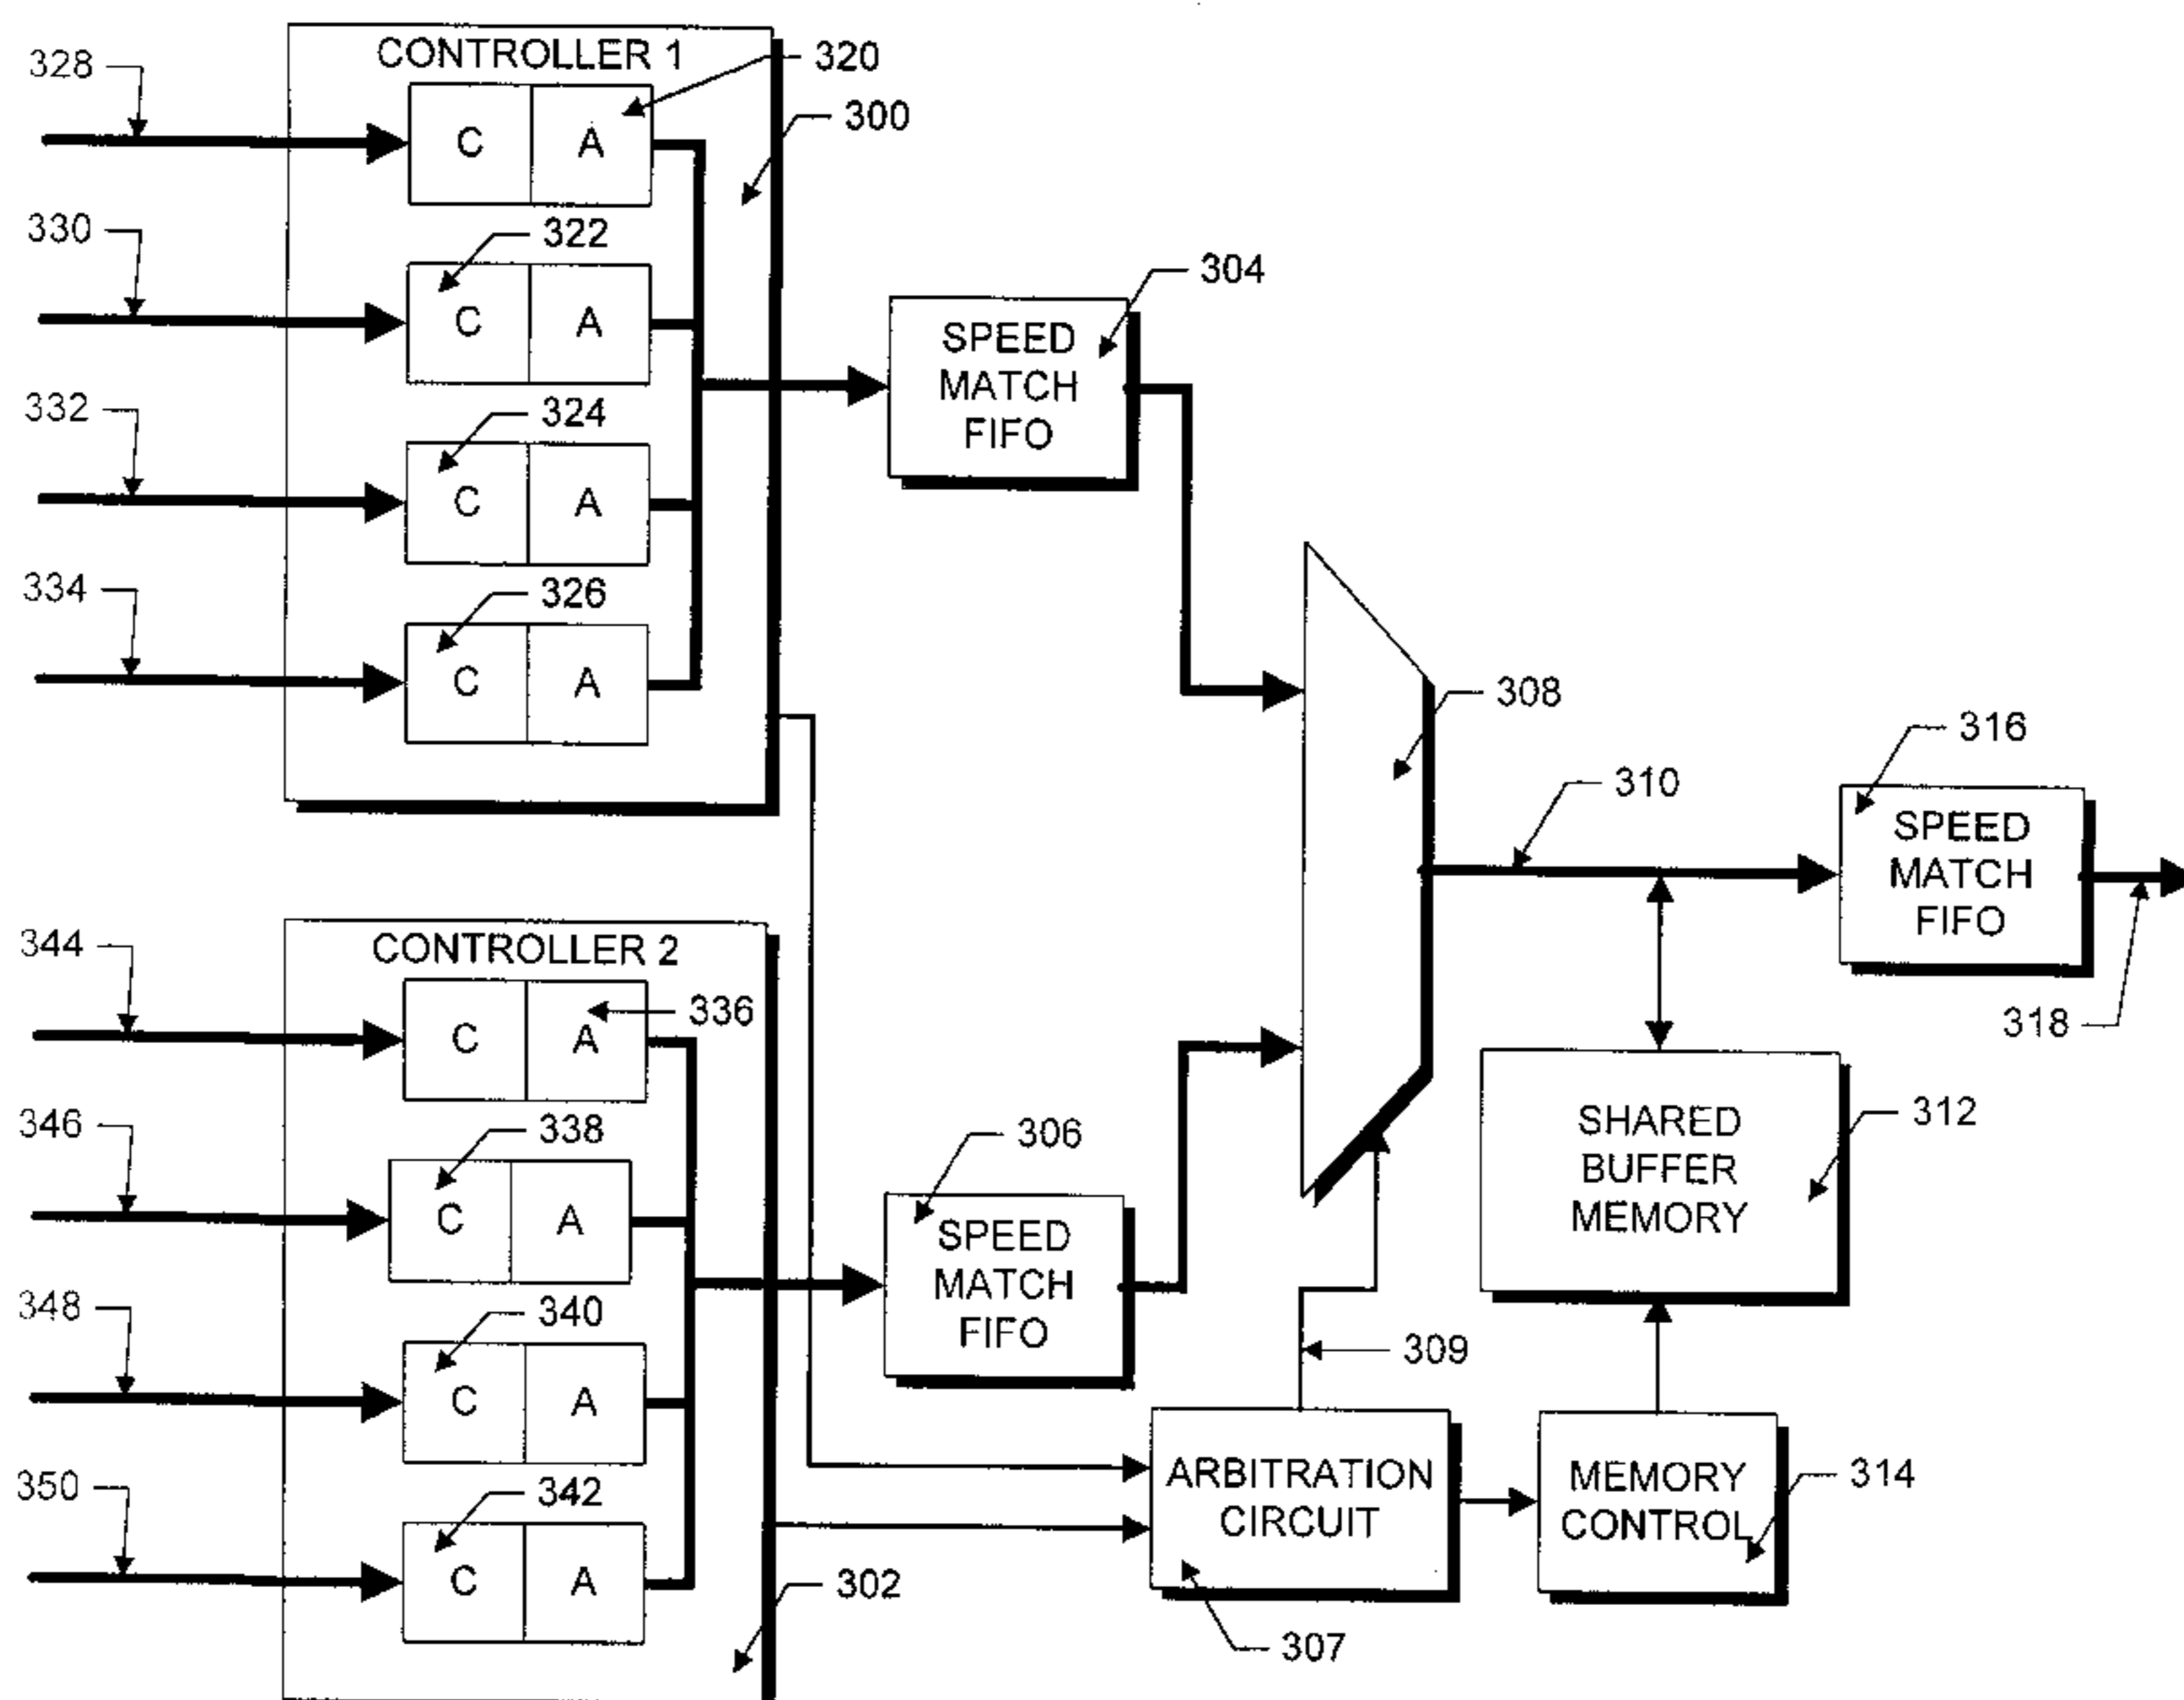 CONTROLLER 1
328
320
C A
300
330
322
C A
332
324
C A
334
326
C A
304
SPEED
MATCH
FIFO
308
310
316
SPEED
MATCH
FIFO
318
CONTROLLER 2
344
336
C A
346
338
C A
348
340
C A
350
342
C A
302
306
SPEED
MATCH
FIFO
309
312
SHARED
BUFFER
MEMORY
ARBITRATION
CIRCUIT
307
MEMORY
CONTROL
314